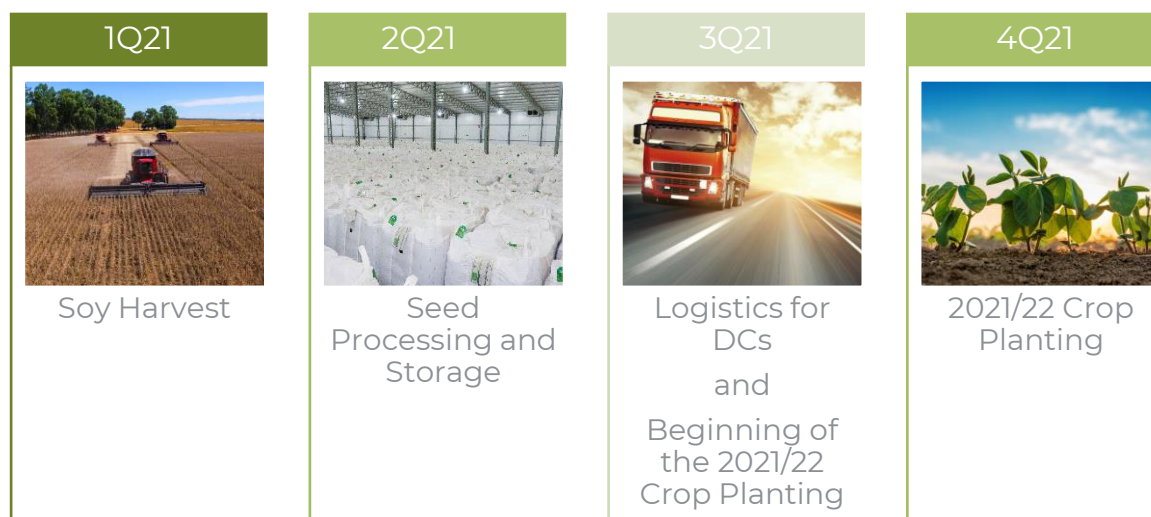 1Q21
Soy Harvest
2Q21
Seed
Processing and
Storage
3Q21
Logistics for
DCs
and
Beginning of
the 2021/22
Crop Planting
4Q21
2021/22 Crop
Planting